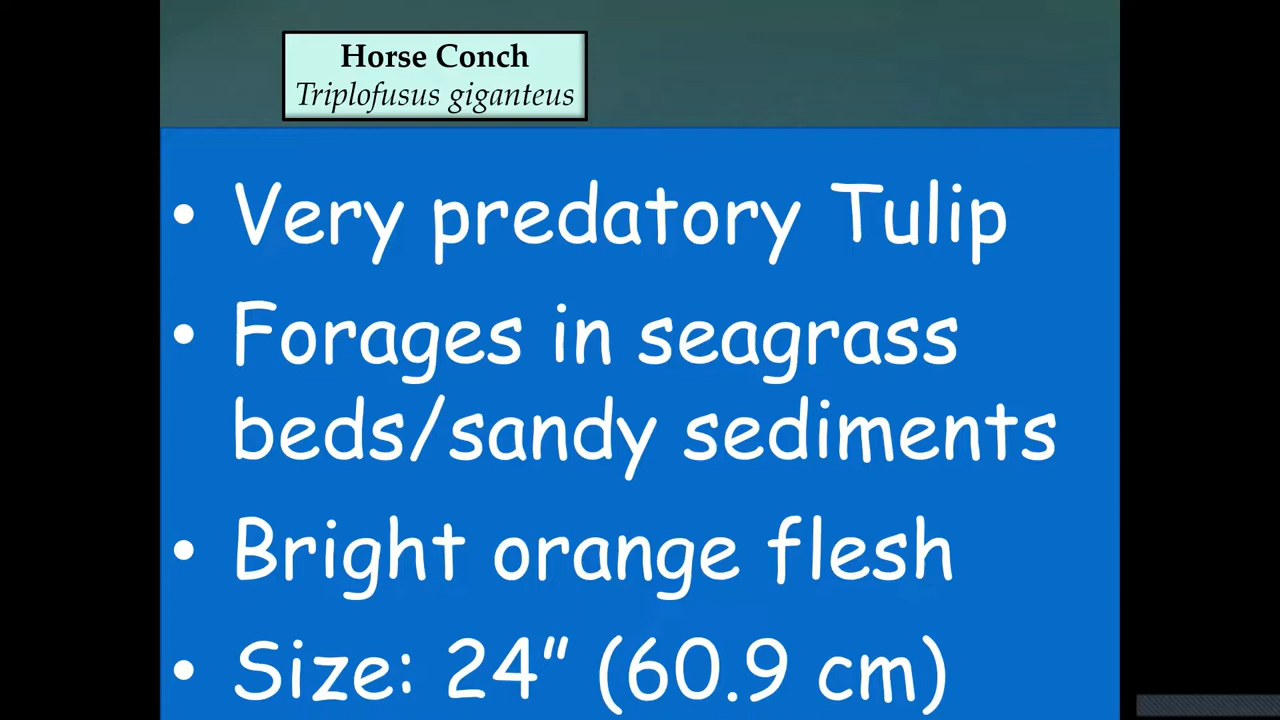 Horse Conch
Triplofusus giganteus
• Very predatory Tulip
• Forages in seagrass
beds/sandy sediments
• Bright orange flesh
• Size: 24” (60.9 cm)